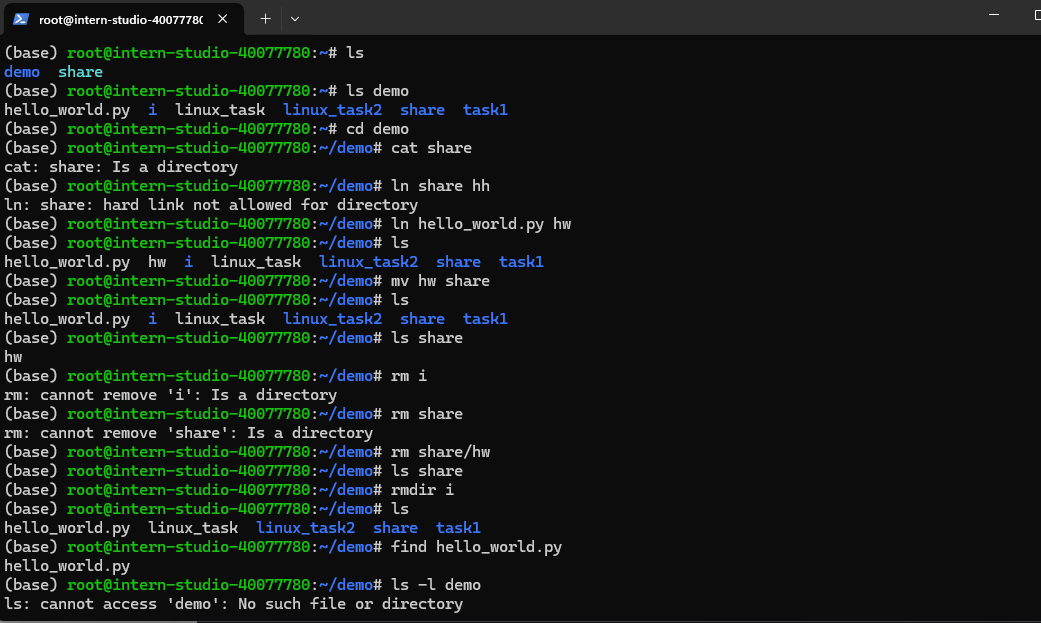 root@intern-studio-4007778(
(base) root@intern-studio-40077780:~# ls
demo  share
(base) root@intern-studio-40077780:~# ls demo
hello_world.py  i  linux_task  linux_task2  share  task1
(base) root@intern-studio-40077780:~# cd demo
(base) root@intern-studio-40077780:~/demo# cat share
cat: share: Is a directory
(base) root@intern-studio-40077780:~/demo# ln share hh
ln: share: hard link not allowed for directory
(base) root@intern-studio-40077780:~/demo# ln hello_world.py hw
(base) root@intern-studio-40077780:~/demo# ls
hello_world.py  hw  i  linux_task  linux_task2  share  task1
(base) root@intern-studio-40077780:~/demo# mv hw share
(base) root@intern-studio-40077780:~/demo# ls
hello_world.py  i  linux_task  linux_task2  share  task1
(base) root@intern-studio-40077780:~/demo# ls share
hw
(base) root@intern-studio-40077780:~/demo# rm i
rm: cannot remove 'i': Is a directory
(base) root@intern-studio-40077780:~/demo# rm share
rm: cannot remove 'share': Is a directory
(base) root@intern-studio-40077780:~/demo# rm share/hw
(base) root@intern-studio-40077780:~/demo# ls share
(base) root@intern-studio-40077780:~/demo# rmdir i
(base) root@intern-studio-40077780:~/demo# ls
hello_world.py  linux_task  linux_task2  share  task1
(base) root@intern-studio-40077780:~/demo# find hello_world.py
hello_world.py
(base) root@intern-studio-40077780:~/demo# ls -l demo
ls: cannot access 'demo': No such file or directory